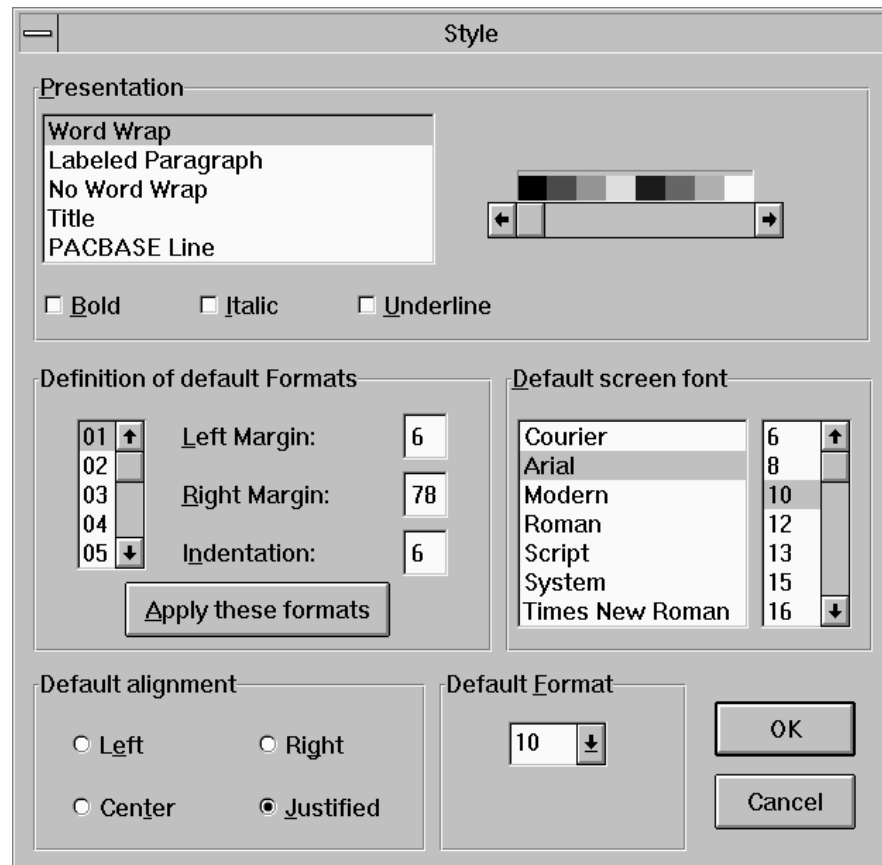 Style
Presentation
Word Wrap
Labeled Paragraph
No Word Wrap
Title
PACBASE Line
Bold Italic Underline
Definition of default Formats
01
02
03
04
05
Left Margin: 6
Right Margin: 78
Indentation: 6
Apply these formats
Default screen font
Courier
Arial
Modern
Roman
Script
System
Times New Roman
6
8
10
12
13
15
16
Default alignment
Left Right
Center Justified
Default Format
10
OK
Cancel